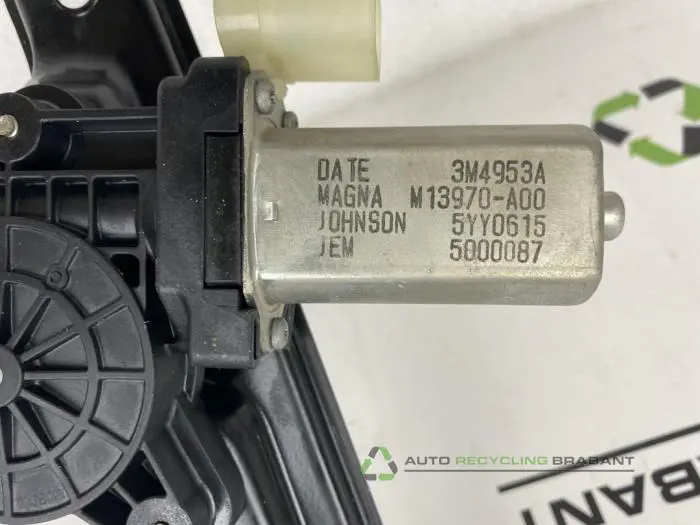 DATE 3M4953A
MAGNA M13970-A00
JOHNSON 5YY0615
JEM 5000087
AUTO RECYCLING BRABANT